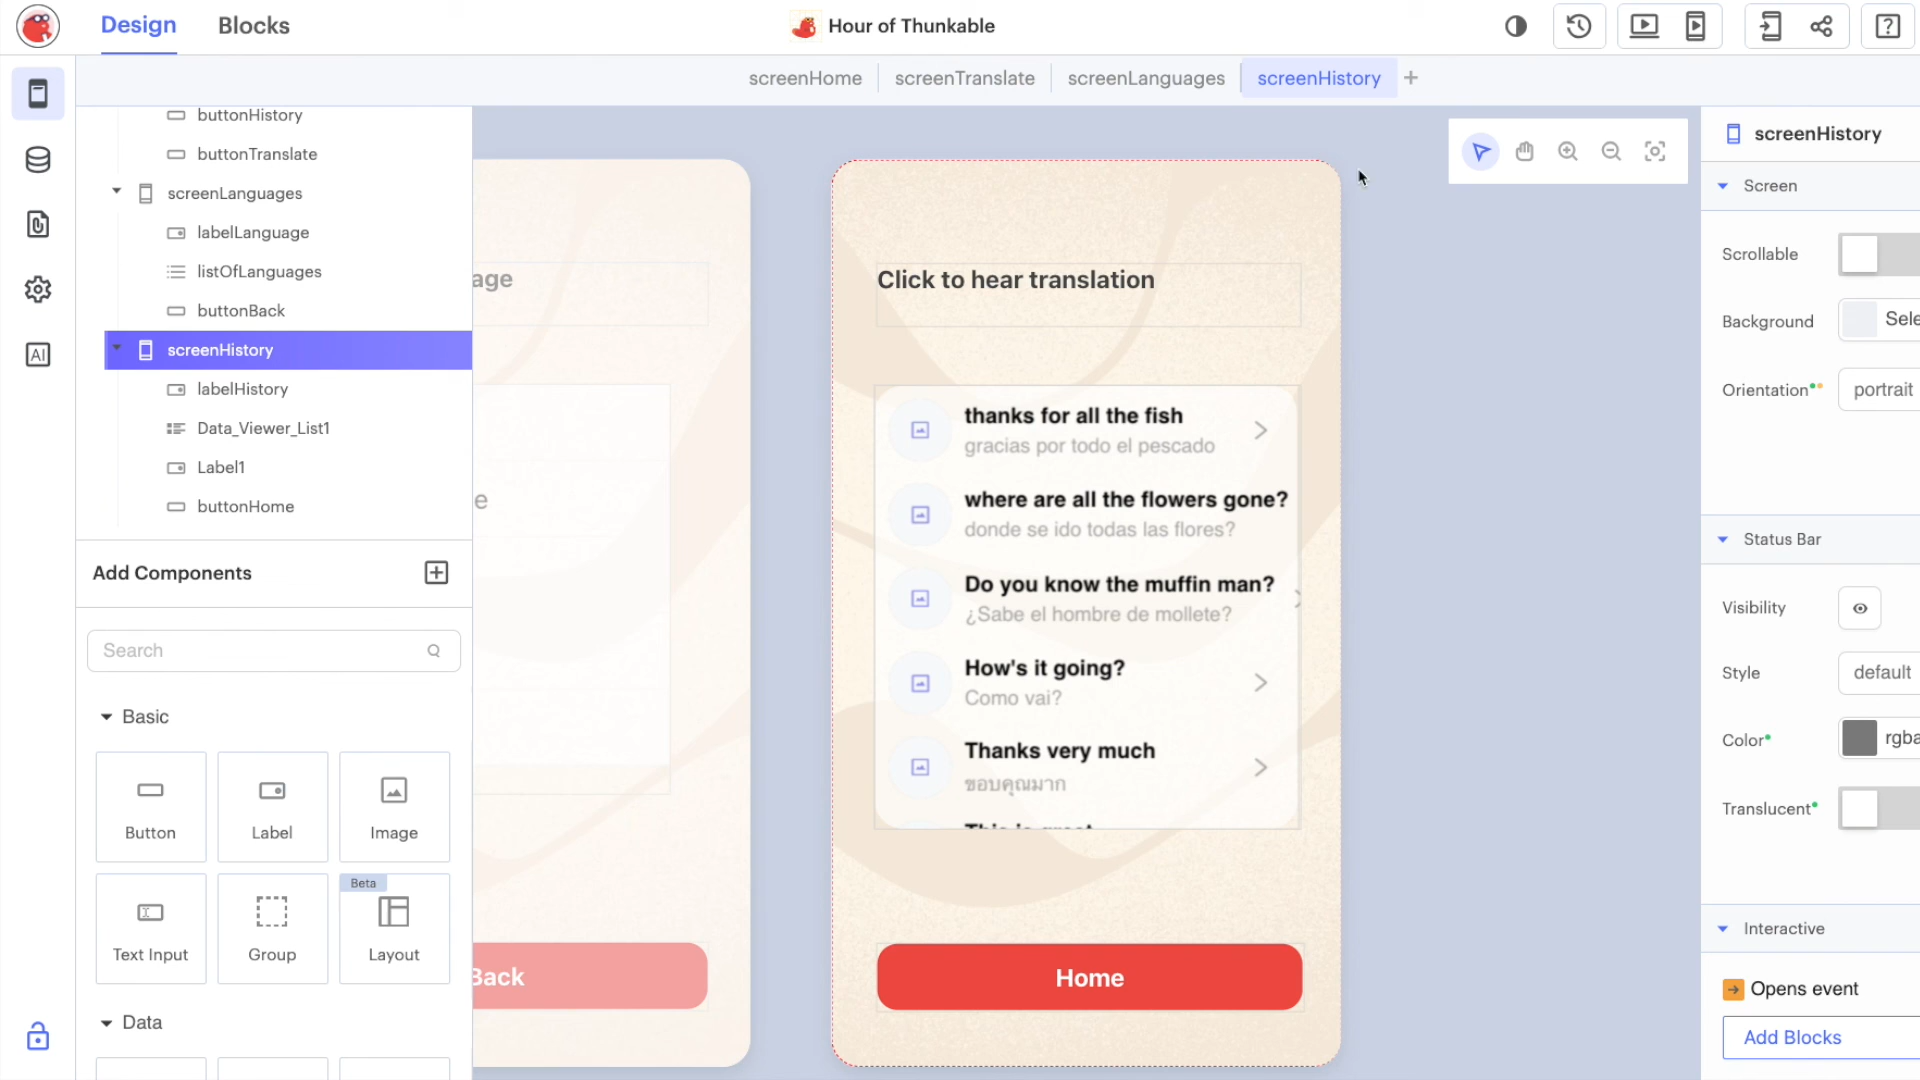 Design
Blocks
Hour of Thunkable
screenHome
screenTranslate
screenLanguages
screenHistory
+
buttonHistory
buttonTranslate
screenLanguages
labelLanguage
listOfLanguages
buttonBack
screenHistory
labelHistory
Data_Viewer_List1
Label1
buttonHome
AI
Add Components
Search
Basic
Button
Label
Image
Text Input
Group
Beta
Layout
Data
age
e
Back
Click to hear translation
thanks for all the fish
gracias por todo el pescado
where are all the flowers gone?
donde se ido todas las flores?
Do you know the muffin man?
¿Sabe el hombre de mollete?
How's it going?
Como vai?
Thanks very much
ขอบคุณมาก
This is great
Home
screenHistory
Screen
Scrollable
Background
Sele
Orientation
portrait
Status Bar
Visibility
Style
default
Color
rgba
Translucent
Interactive
Opens event
Add Blocks